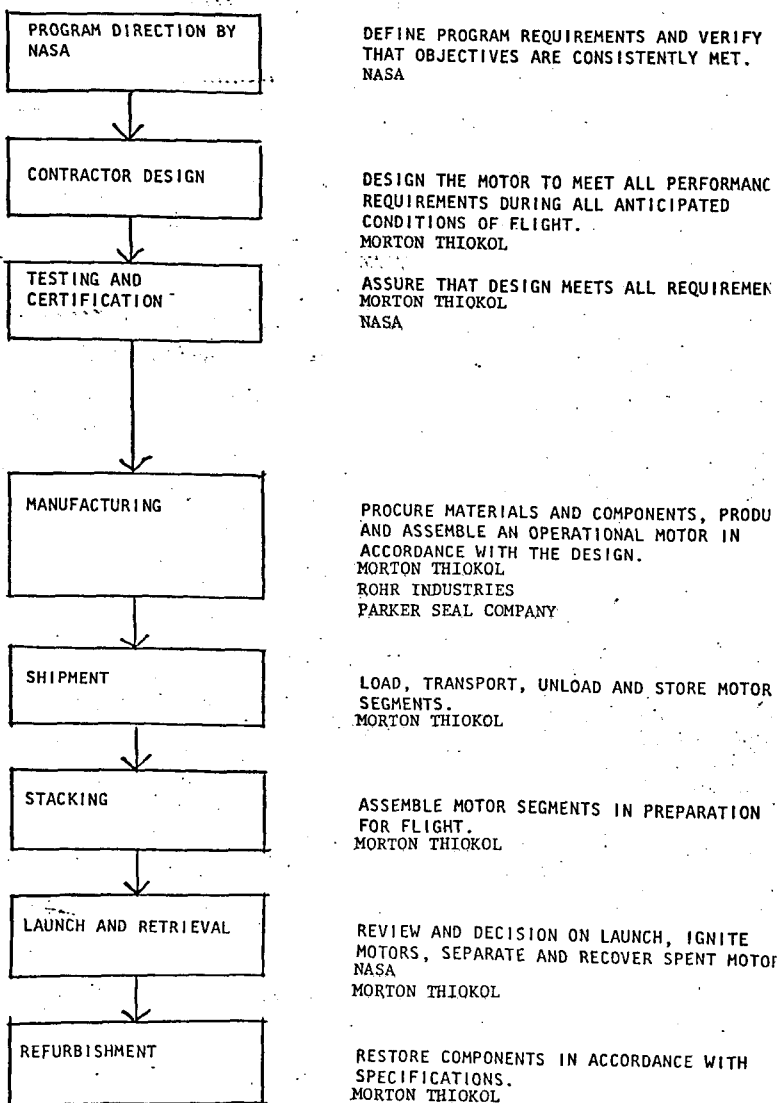 PROGRAM DIRECTION BY
NASA
DEFINE PROGRAM REQUIREMENTS AND VERIFY
THAT OBJECTIVES ARE CONSISTENTLY MET.
NASA
CONTRACTOR DESIGN
DESIGN THE MOTOR TO MEET ALL PERFORMANC
REQUIREMENTS DURING ALL ANTICIPATED
CONDITIONS OF FLIGHT.
MORTON THIOKOL
TESTING AND
CERTIFICATION
ASSURE THAT DESIGN MEETS ALL REQUIREMEN
MORTON THIOKOL
NASA
MANUFACTURING
PROCURE MATERIALS AND COMPONENTS, PRODU
AND ASSEMBLE AN OPERATIONAL MOTOR IN
ACCORDANCE WITH THE DESIGN.
MORTON THIOKOL
ROHR INDUSTRIES
PARKER SEAL COMPANY
SHIPMENT
LOAD, TRANSPORT, UNLOAD AND STORE MOTOR
SEGMENTS.
MORTON THIOKOL
STACKING
ASSEMBLE MOTOR SEGMENTS IN PREPARATION
FOR FLIGHT.
MORTON THIOKOL
LAUNCH AND RETRIEVAL
REVIEW AND DECISION ON LAUNCH, IGNITE
MOTORS, SEPARATE AND RECOVER SPENT MOTOR
NASA
MORTON THIOKOL
REFURBISHMENT
RESTORE COMPONENTS IN ACCORDANCE WITH
SPECIFICATIONS.
MORTON THIOKOL